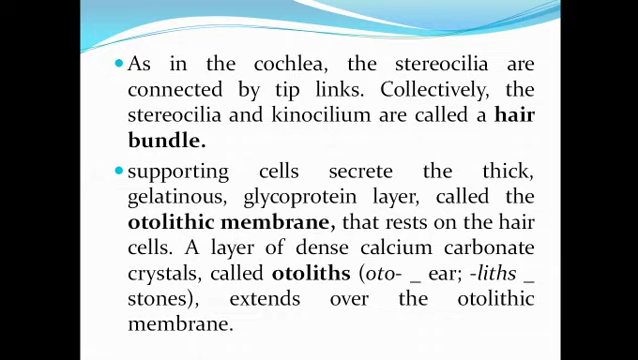 As in the cochlea, the stereocilia are
connected by tip links. Collectively, the
stereocilia and kinocilium are called a hair
bundle.
supporting cells secrete the thick,
gelatinous, glycoprotein layer, called the
otolithic membrane, that rests on the hair
cells. A layer of dense calcium carbonate
crystals, called otoliths (oto- _ ear; -liths _
stones), extends over the otolithic
membrane.